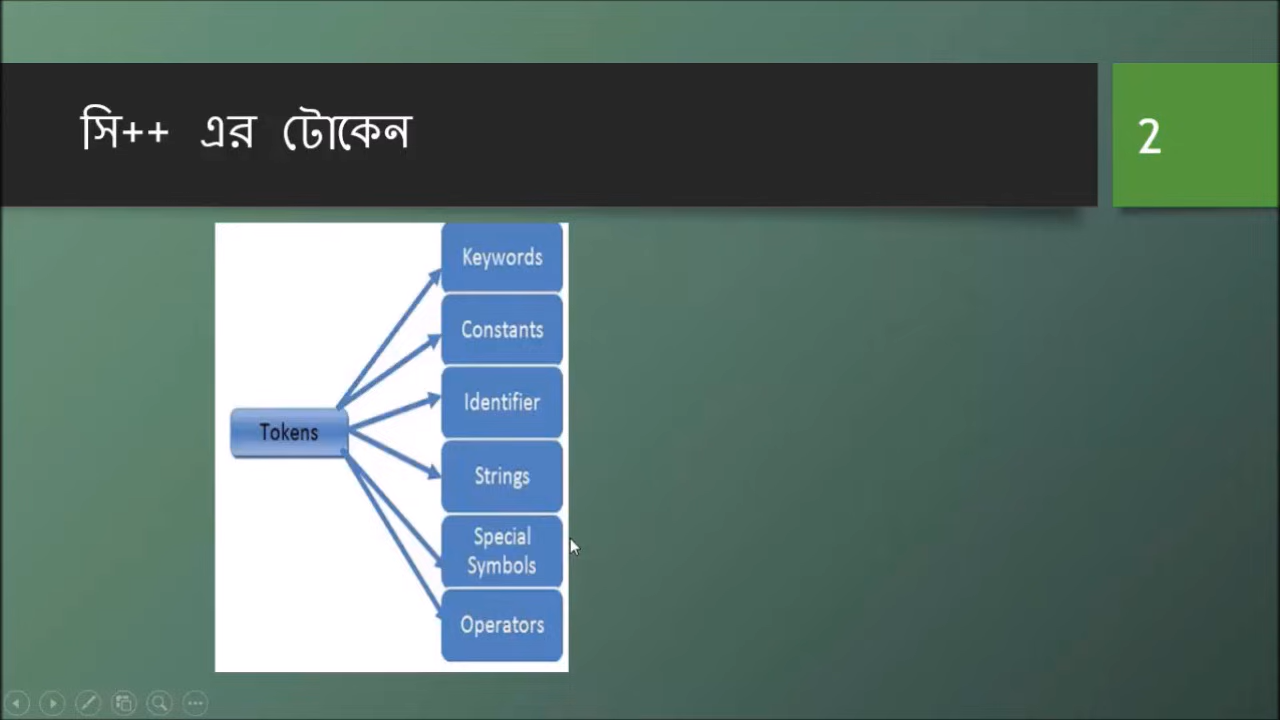 সি++ এর টোকেন
2
Keywords
Constants
Identifier
Tokens
Strings
Special
Symbols
Operators